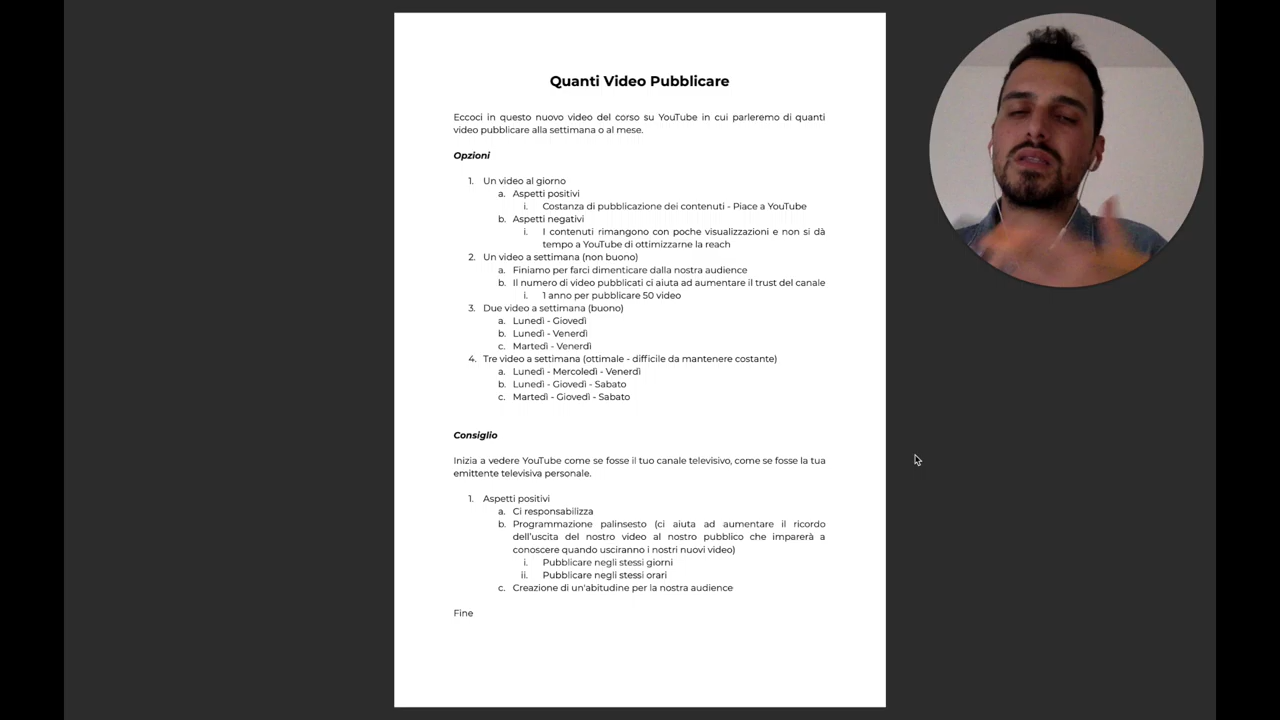 Quanti Video Pubblicare
Eccoci in questo nuovo video del corso su YouTube in cui parleremo di quanti
video pubblicare alla settimana o al mese.
Opzioni
1. Un video al giorno
a. Aspetti positivi
i. Costanza di pubblicazione dei contenuti - Piace a YouTube
b. Aspetti negativi
i. I contenuti rimangono con poche visualizzazioni e non si dà
tempo a YouTube di ottimizzarne la reach
2. Un video a settimana (non buono)
a. Finiamo per farci dimenticare dalla nostra audience
b. Il numero di video pubblicati ci aiuta ad aumentare il trust del canale
i. 1 anno per pubblicare 50 video
3. Due video a settimana (buono)
a. Lunedì - Giovedì
b. Lunedì - Venerdì
c. Martedì - Venerdì
4. Tre video a settimana (ottimale - difficile da mantenere costante)
a. Lunedì - Mercoledì - Venerdì
b. Lunedì - Giovedì - Sabato
c. Martedì - Giovedì - Sabato
Consiglio
Inizia a vedere YouTube come se fosse il tuo canale televisivo, come se fosse la tua
emittente televisiva personale.
1. Aspetti positivi
a. Ci responsabilizza
b. Programmazione palinsesto (ci aiuta ad aumentare il ricordo
dell'uscita del nostro video al nostro pubblico che imparerà a
conoscere quando usciranno i nostri nuovi video)
i. Pubblicare negli stessi giorni
ii. Pubblicare negli stessi orari
c. Creazione di un'abitudine per la nostra audience
Fine